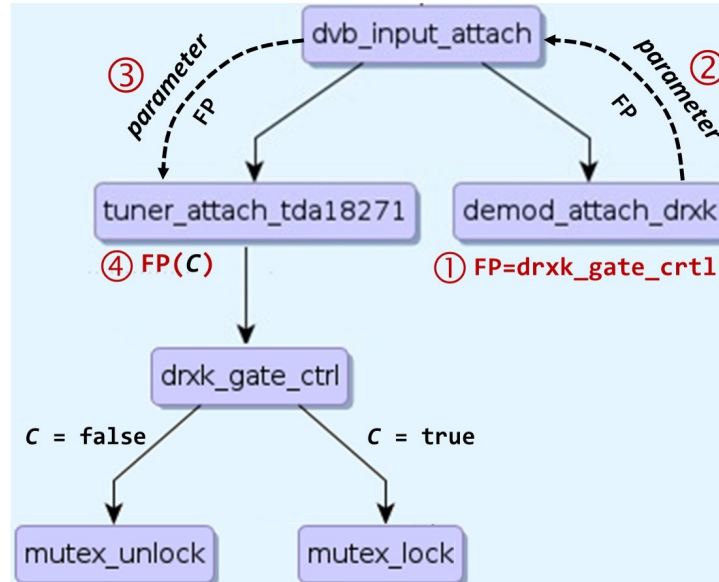 dvb_input_attach
③
parameter
FP
②
parameter
FP
tuner_attach_tda18271
demod_attach_drxk
④ FP(C)
① FP=drxk_gate_crtl
drxk_gate_ctrl
C = false
C = true
mutex_unlock
mutex_lock